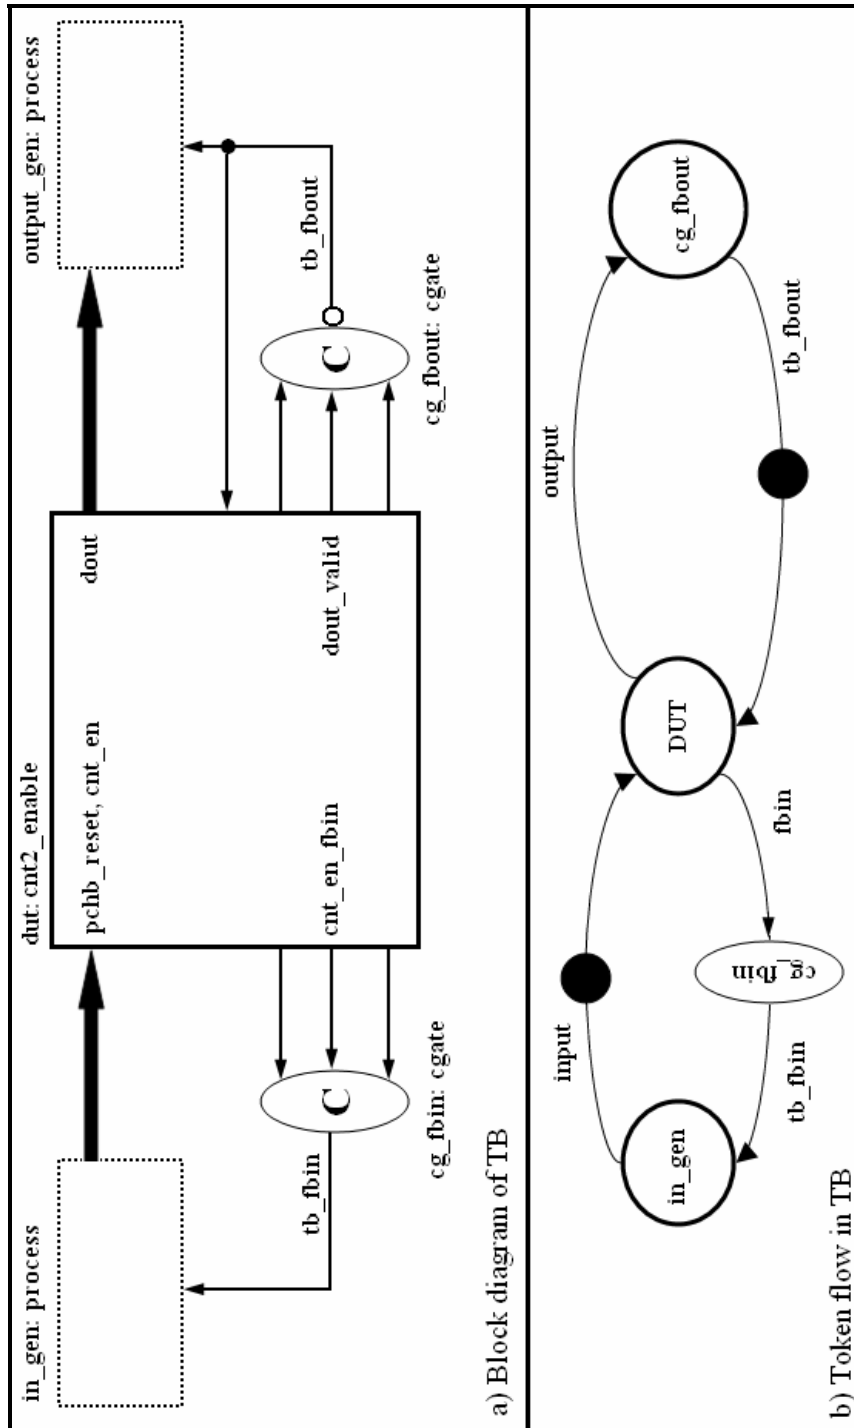 in_gen: process
dut: cnt2_enable
output_gen: process
pchb_reset, cnt_en
dout
cnt_en_fbin
dout_valid
tb_fbin
C
cg_fbin: cgate
tb_fbout
C
cg_fbout: cgate
a) Block diagram of TB
input
output
in_gen
DUT
cg_fbout
tb_fbin
cg_fbin
fbin
tb_fbout
b) Token flow in TB